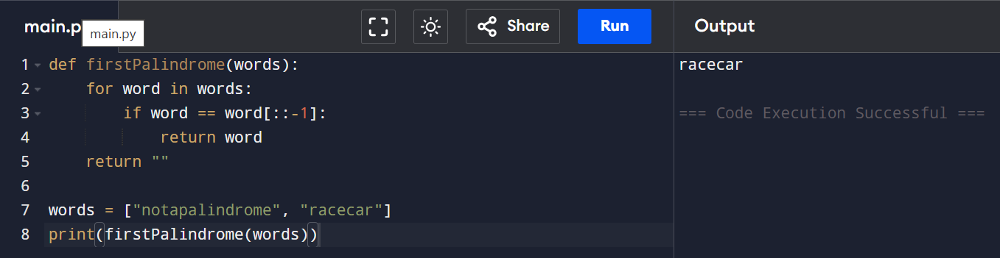 main.p
main.py
Share
Run
Output
1 def firstPalindrome(words):
2     for word in words:
3         if word == word[::-1]:
4             return word
5     return ""
6
7 words = ["notapalindrome", "racecar"]
8 print(firstPalindrome(words))
racecar
=== Code Execution Successful ===